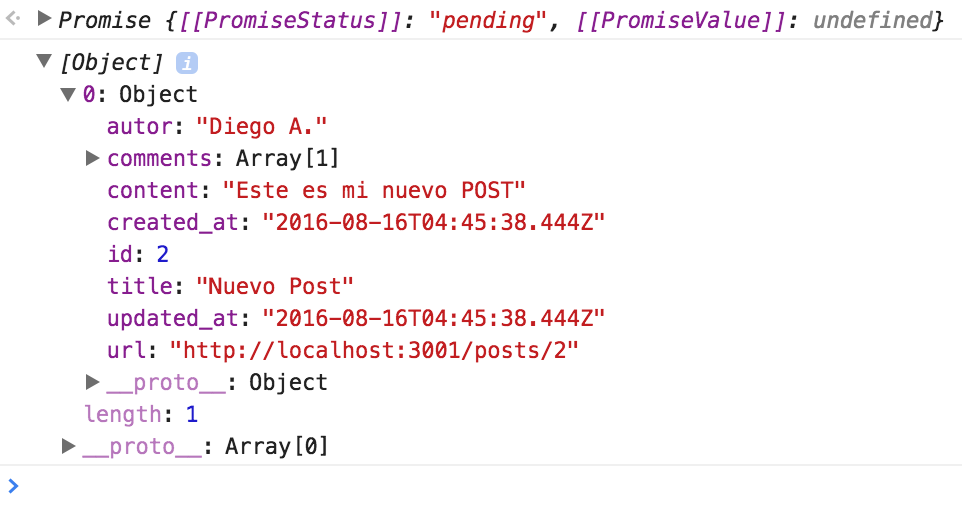 Promise {[[PromiseStatus]]: "pending", [[PromiseValue]]: undefined}
[Object] i
0: Object
autor: "Diego A."
comments: Array[1]
content: "Este es mi nuevo POST"
created_at: "2016-08-16T04:45:38.444Z"
id: 2
title: "Nuevo Post"
updated_at: "2016-08-16T04:45:38.444Z"
url: "http://localhost:3001/posts/2"
__proto__: Object
length: 1
__proto__: Array[0]